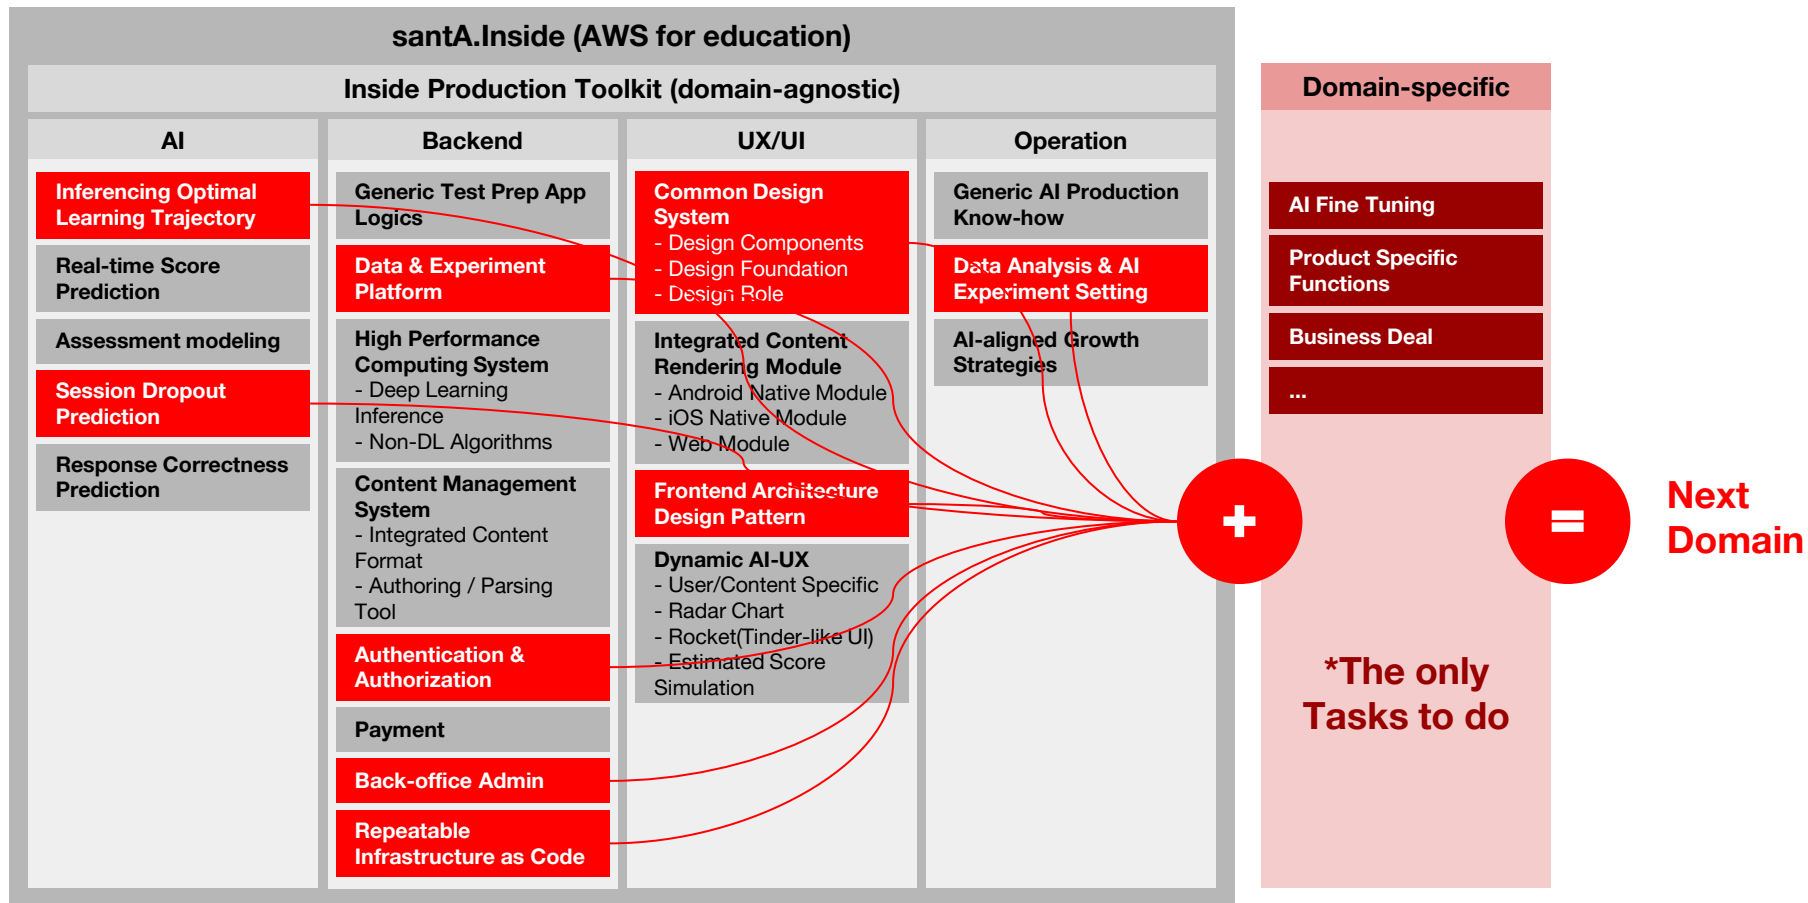 santA.Inside (AWS for education)
Inside Production Toolkit (domain-agnostic)
AI
Inferencing Optimal
Learning Trajectory
Real-time Score
Prediction
Assessment modeling
Session Dropout
Prediction
Response Correctness
Prediction
Backend
Generic Test Prep App
Logics
Data & Experiment
Platform
High Performance
Computing System
- Deep Learning
Inference
- Non-DL Algorithms
Content Management
System
- Integrated Content
Format
- Authoring / Parsing
Tool
Authentication &
Authorization
Payment
Back-office Admin
Repeatable
Infrastructure as Code
UX/UI
Common Design
System
- Design Components
- Design Foundation
- Design Role
Integrated Content
Rendering Module
- Android Native Module
- iOS Native Module
- Web Module
Frontend Architecture
Design Pattern
Dynamic AI-UX
- User/Content Specific
- Radar Chart
- Rocket(Tinder-like UI)
- Estimated Score
Simulation
Operation
Generic AI Production
Know-how
Data Analysis & AI
Experiment Setting
AI-aligned Growth
Strategies
+
Domain-specific
AI Fine Tuning
Product Specific
Functions
Business Deal
...
*The only
Tasks to do
=
Next
Domain